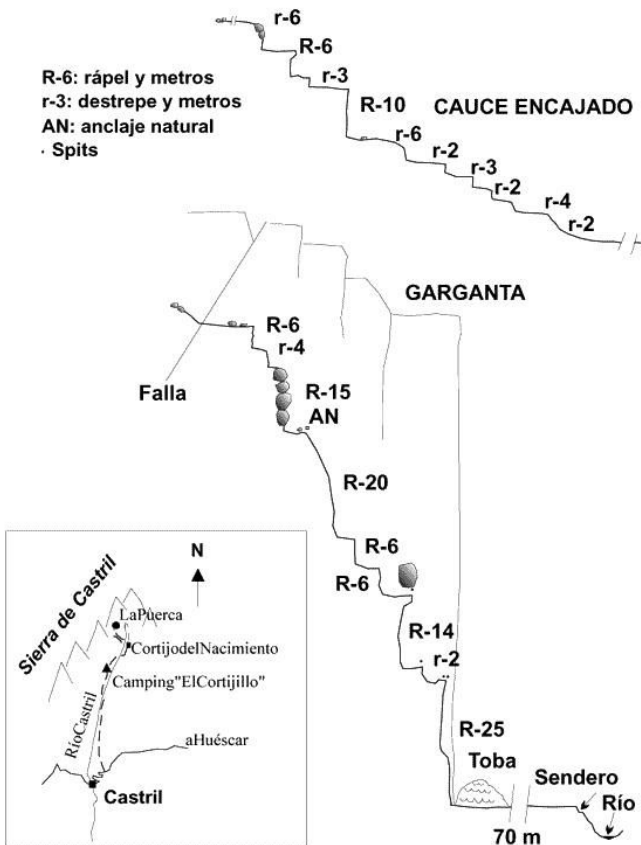 r-6
R-6
R-6: rápel y metros
r-3: destrepe y metros
AN: anclaje natural
· Spits
r-3
R-10
CAUCE ENCAJADO
r-6
r-2
r-3
r-2
r-4
r-2
GARGANTA
R-6
r-4
Falla
R-15
AN
R-20
R-6
R-6
R-14
r-2
R-25
Toba
Sendero
Río
70 m
N
Sierra de Castril
LaPuerca
CortijodelNacimiento
Camping"ElCortijillo"
RíoCastril
aHuéscar
Castril